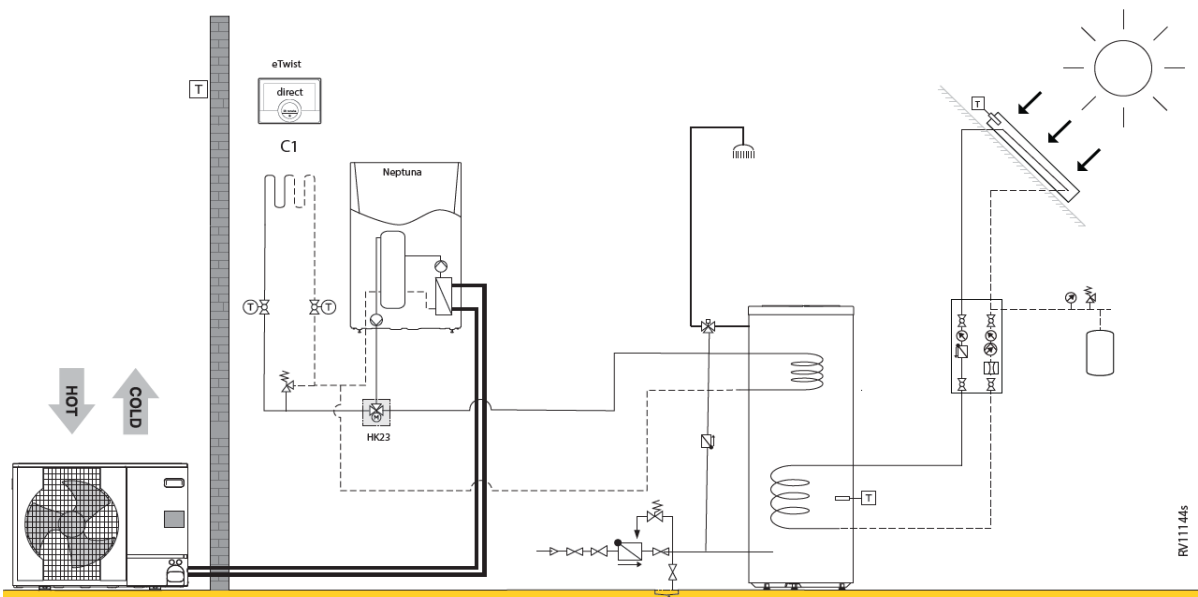 eTwist
direct
C1
T
Neptuna
T
T
T
HOT
COLD
M
HK23
T
RV11144s